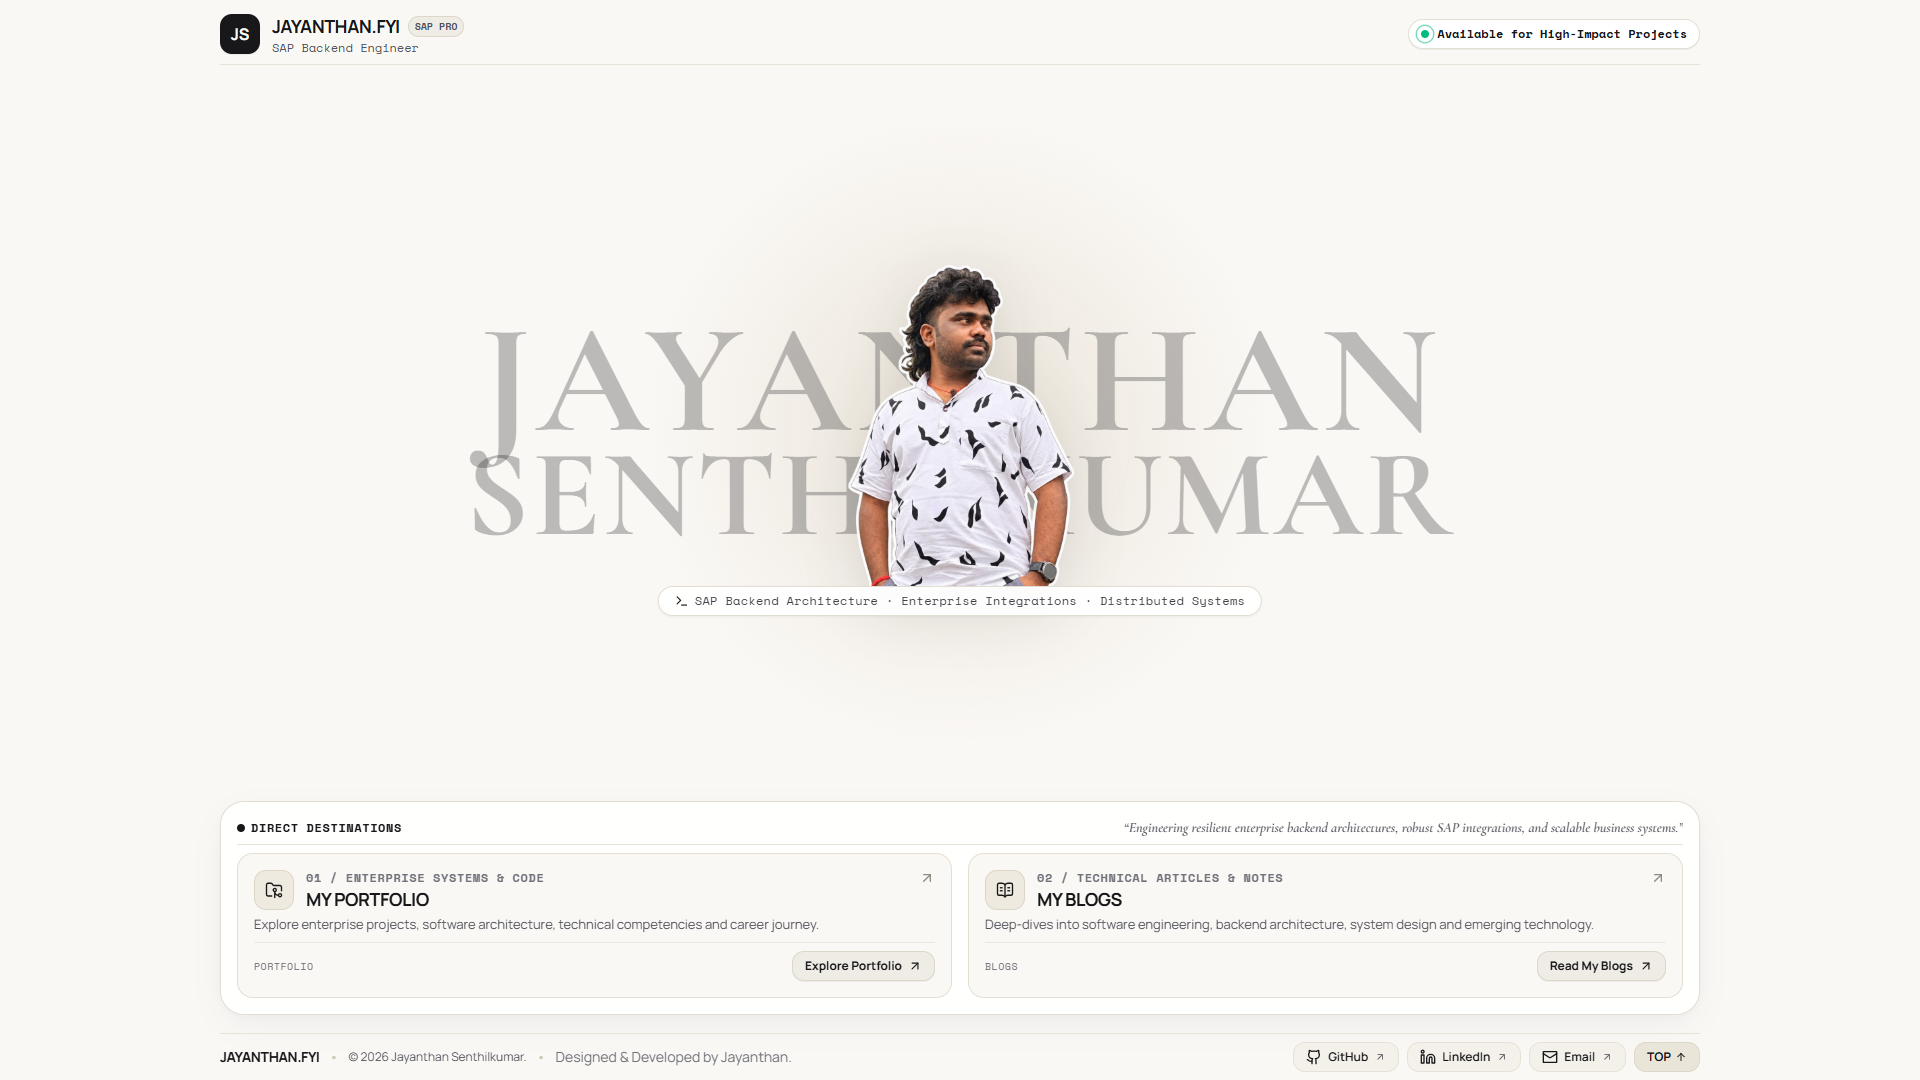 JS
JAYANTHAN.FYI SAP PRO
SAP Backend Engineer
Available for High-Impact Projects
JAYANTHAN
SENTH KUMAR
SAP Backend Architecture · Enterprise Integrations · Distributed Systems
DIRECT DESTINATIONS
“Engineering resilient enterprise backend architectures, robust SAP integrations, and scalable business systems.”
01 / ENTERPRISE SYSTEMS & CODE
MY PORTFOLIO
Explore enterprise projects, software architecture, technical competencies and career journey.
PORTFOLIO
Explore Portfolio
02 / TECHNICAL ARTICLES & NOTES
MY BLOGS
Deep-dives into software engineering, backend architecture, system design and emerging technology.
BLOGS
Read My Blogs
JAYANTHAN.FYI • © 2026 Jayanthan Senthilkumar. • Designed & Developed by Jayanthan.
GitHub
LinkedIn
Email
TOP ↑